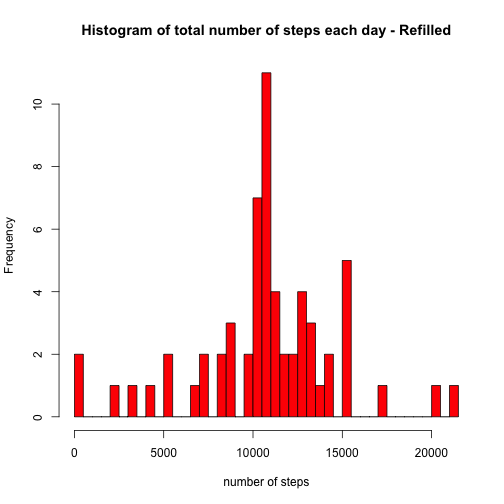 Histogram of total number of steps each day - Refilled
Frequency
10
8
6
4
2
0
0 5000 10000 15000 20000
number of steps